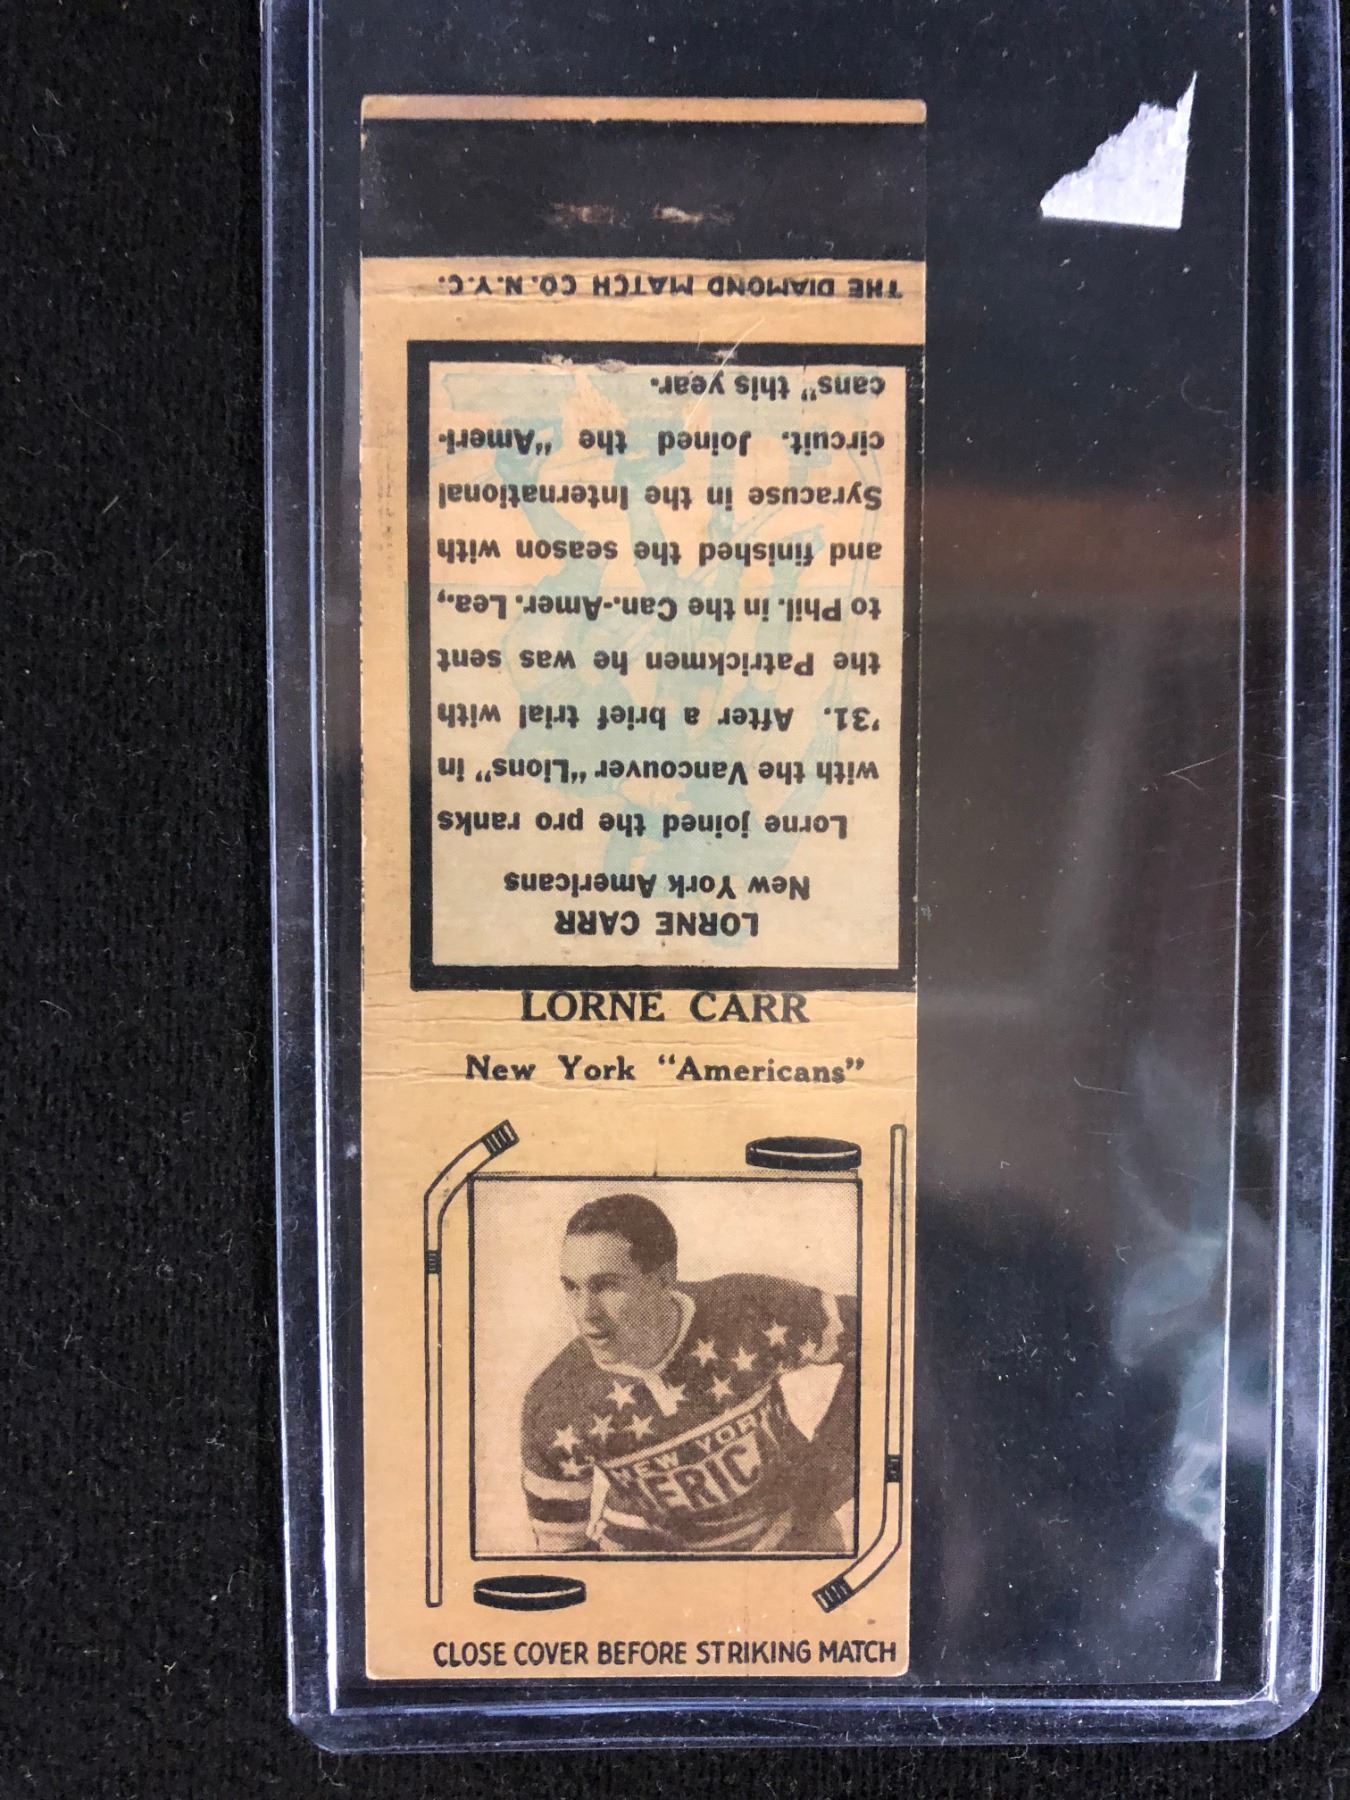 THE DIAMOND MATCH CO. N.Y.C.
LORNE CARR
New York Americans
Lorne joined the pro ranks
with the Vancouver "Lions" in
'31. After a brief trial with
the Patrickmen he was sent
to Phil. in the Can.-Amer. Lea.,
and finished the season with
Syracuse in the International
circuit. Joined the "Ameri-
cans" this year.
LORNE CARR
New York "Americans"
NEW YOR
MERIC
CLOSE COVER BEFORE STRIKING MATCH